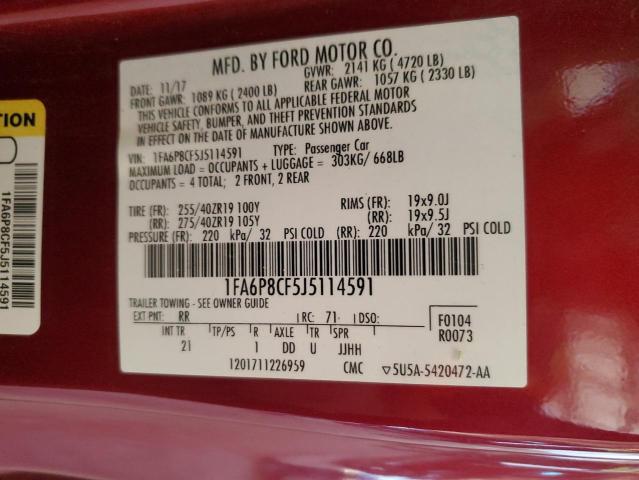 MFD. BY FORD MOTOR CO.
DATE: 11/17 GVWR: 2141 KG ( 4720 LB)
FRONT GAWR: 1089 KG ( 2400 LB) REAR GAWR: 1057 KG ( 2330 LB)
THIS VEHICLE CONFORMS TO ALL APPLICABLE FEDERAL MOTOR
VEHICLE SAFETY, BUMPER, AND THEFT PREVENTION STANDARDS
IN EFFECT ON THE DATE OF MANUFACTURE SHOWN ABOVE.
VIN: 1FA6P8CF5J5114591 TYPE: Passenger Car
MAXIMUM LOAD = OCCUPANTS + LUGGAGE = 303KG/ 668LB
OCCUPANTS = 4 TOTAL; 2 FRONT, 2 REAR
TIRE (FR): 255/40ZR19 100Y RIMS (FR): 19x9.0J
(RR): 275/40ZR19 105Y (RR): 19x9.5J
PRESSURE (FR): 220 kPa/ 32 PSI COLD (RR): 220 kPa/ 32 PSI COLD
1FA6P8CF5J5114591
TRAILER TOWING - SEE OWNER GUIDE
EXT PNT: RR RC: 71 DSO: F0104
INT TR TP/PS R AXLE TR SPR R0073
21 1 DD U JJHH
1201711226959 CMC ▽5U5A-5420472-AA
TION
1FA6P8CF5J5114591